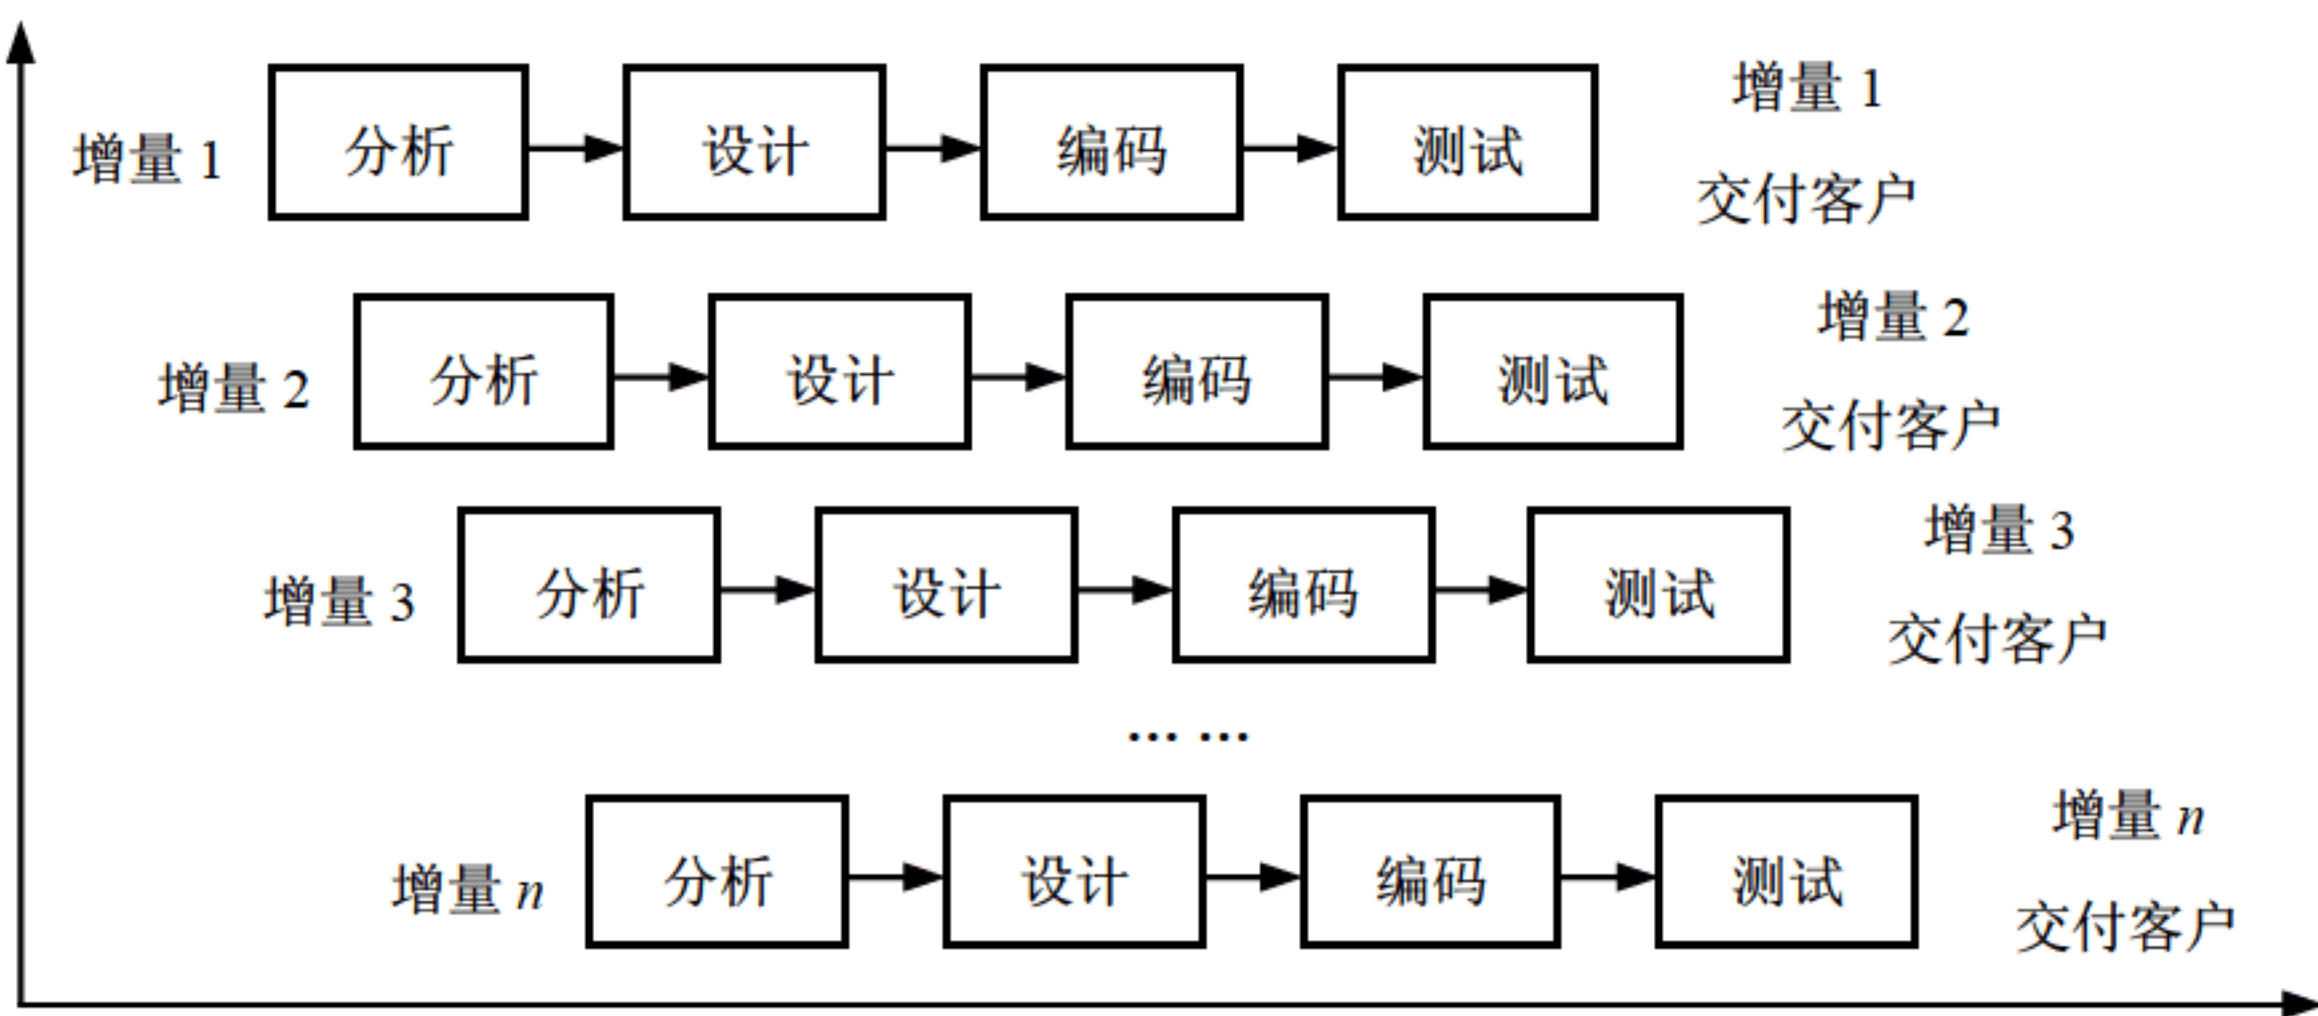 增量 1
分析
设计
编码
测试
增量 1
交付客户
增量 2
分析
设计
编码
测试
增量 2
交付客户
增量 3
分析
设计
编码
测试
增量 3
交付客户
... ...
增量 n
分析
设计
编码
测试
增量 n
交付客户